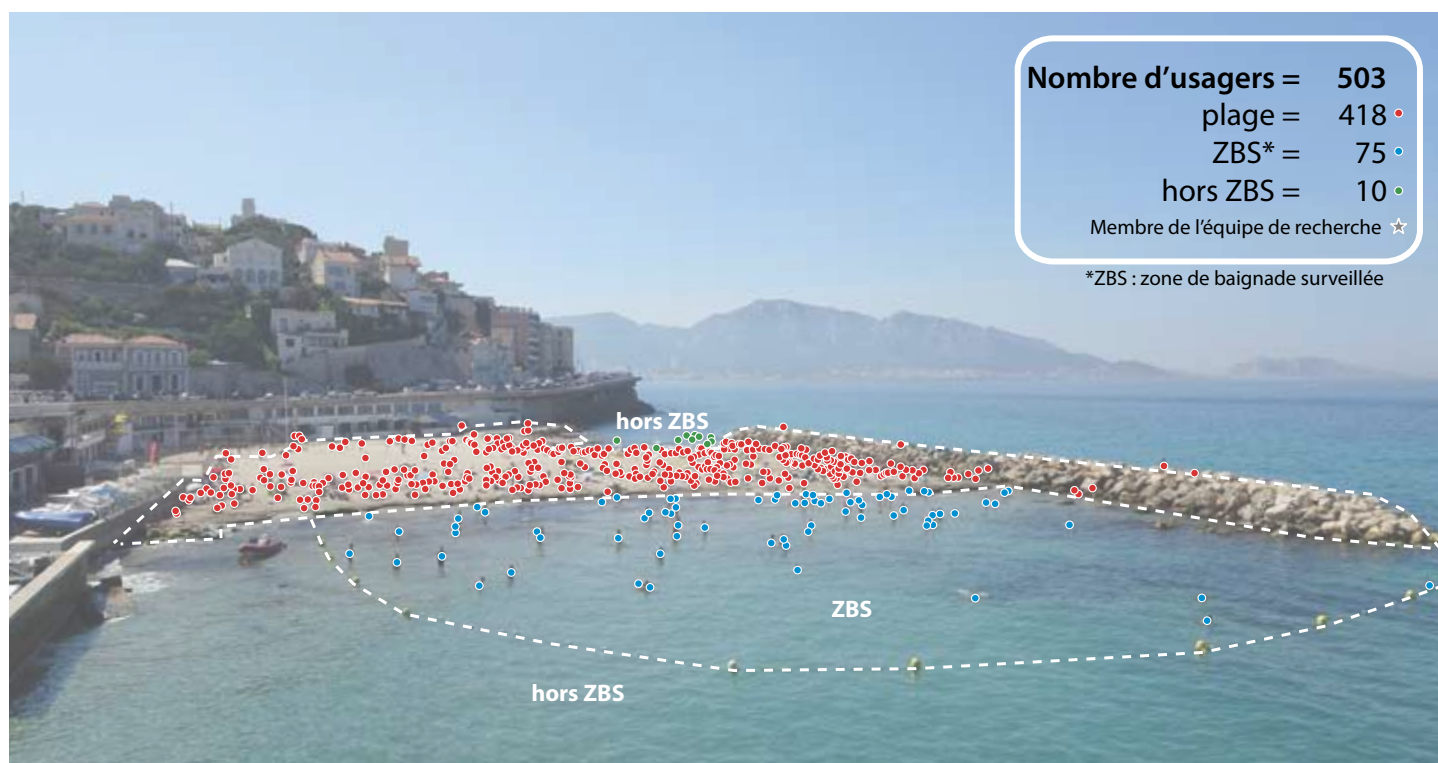 Nombre d'usagers = 503
plage = 418
ZBS* = 75
hors ZBS = 10
Membre de l'équipe de recherche
*ZBS : zone de baignade surveillée
hors ZBS
ZBS
hors ZBS